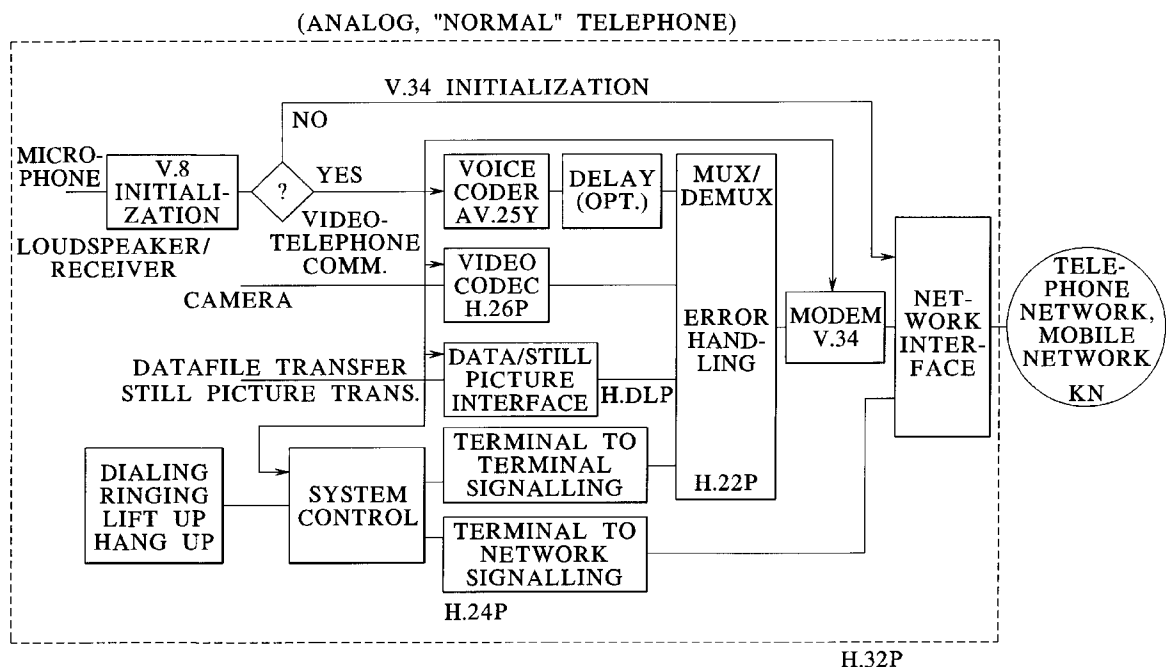 (ANALOG, "NORMAL" TELEPHONE)
V.34 INITIALIZATION
NO
MICRO-
PHONE
V.8
INITIALI-
ZATION
?
YES
VIDEO-
TELEPHONE
COMM.
LOUDSPEAKER/
RECEIVER
VOICE
CODER
AV.25Y
DELAY
(OPT.)
MUX/
DEMUX
ERROR
HAND-
LING
H.22P
CAMERA
VIDEO
CODEC
H.26P
MODEM
V.34
NET-
WORK
INTER-
FACE
TELE-
PHONE
NETWORK,
MOBILE
NETWORK
KN
DATAFILE TRANSFER
STILL PICTURE TRANS.
DATA/STILL
PICTURE
INTERFACE
H.DLP
DIALING
RINGING
LIFT UP
HANG UP
SYSTEM
CONTROL
TERMINAL TO
TERMINAL
SIGNALLING
TERMINAL TO
NETWORK
SIGNALLING
H.24P
H.32P